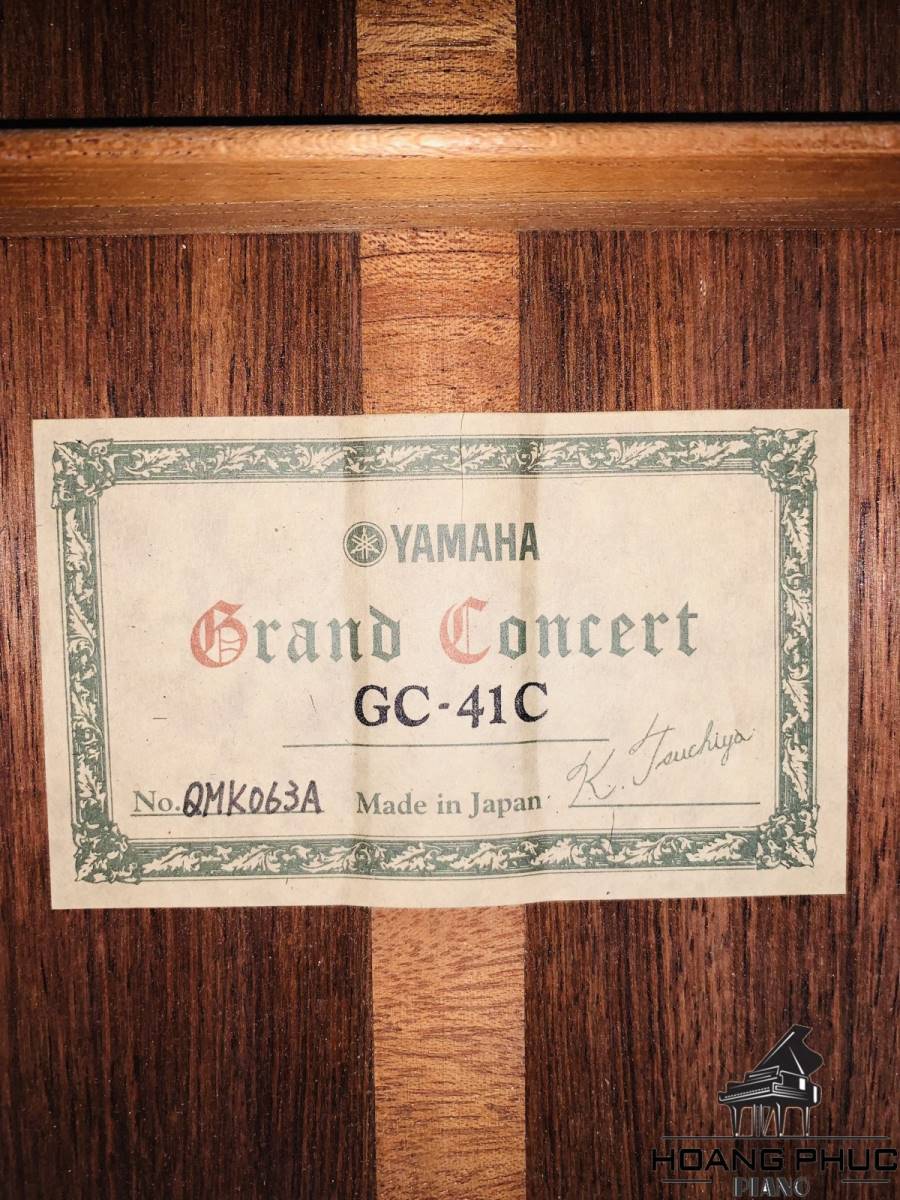 YAMAHA
Grand Concert
GC-41C
No. QMK063A Made in Japan K. Tsuchiya
HOANG PHUC
PIANO